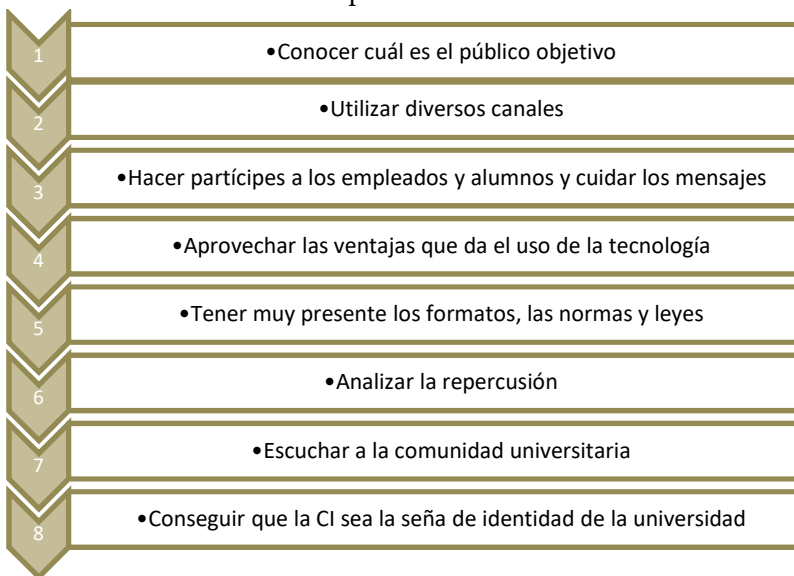 1
•Conocer cuál es el público objetivo
2
•Utilizar diversos canales
3
•Hacer partícipes a los empleados y alumnos y cuidar los mensajes
4
•Aprovechar las ventajas que da el uso de la tecnología
5
•Tener muy presente los formatos, las normas y leyes
6
•Analizar la repercusión
7
•Escuchar a la comunidad universitaria
8
•Conseguir que la CI sea la seña de identidad de la universidad